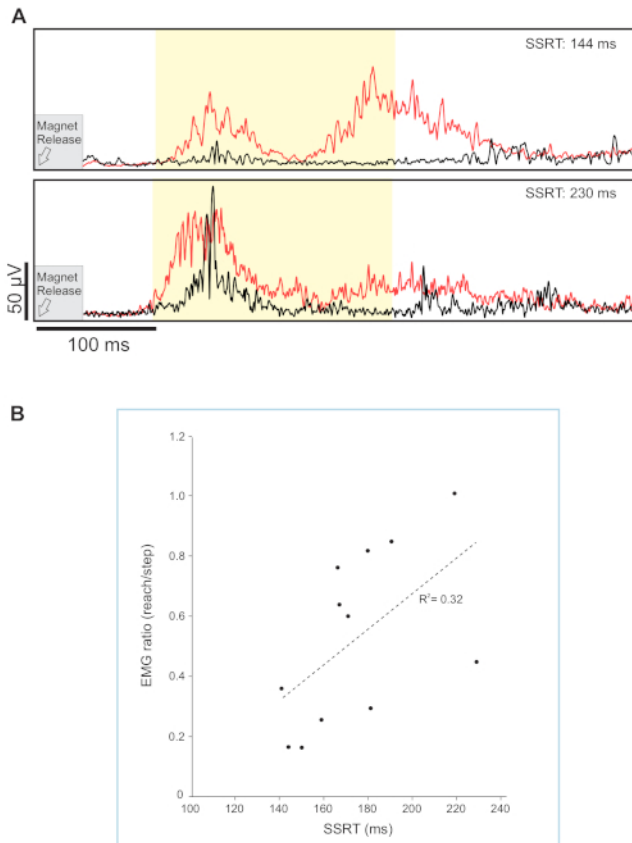 A
SSRT: 144 ms
Magnet
Release
SSRT: 230 ms
Magnet
Release
50 µV
100 ms
B
1.2
1.0
0.8
0.6
0.4
0.2
0
EMG ratio (reach/step)
R²= 0.32
100 120 140 160 180 200 220 240
SSRT (ms)